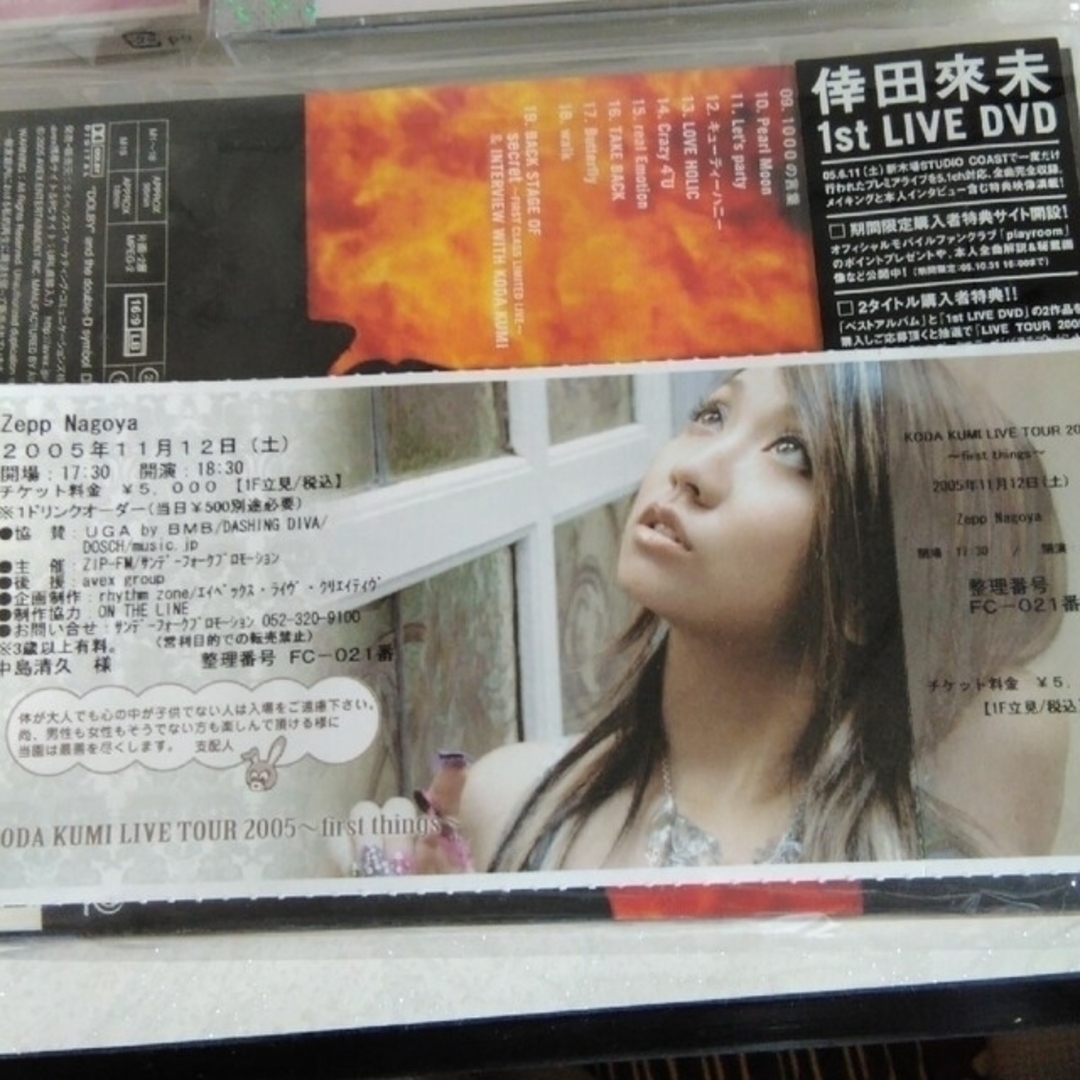 09. 1000の言葉
10. Pearl Moon
11. Let's party
12. キューティーハニー
13. LOVE HOLIC
14. Crazy 4 U
15. real Emotion
16. TAKE BACK
17. Butterfly
18. walk
19. BACK STAGE OF
secret ~FIRST CLASS LIMITED LIVE~
& INTERVIEW WITH KODA KUMI
16:9 LB
倖田來未
1st LIVE DVD
05.6.11(土)新木場STUDIO COASTで一度だけ
行われたプレミアライブを5.1ch対応、全曲完全収録。
メイキングと本人インタビュー含む特典映像満載!
□ 期間限定購入者特典サイト開設!
オフィシャルモバイルファンクラブ「playroom」
のポイントプレゼントや、本人全曲解説&秘蔵画
像など公開中!(期間限定:05.10.31 15:00まで)
□ 2タイトル購入者特典!!
「ベストアルバム」と「1st LIVE DVD」の2作品を
購入しご応募頂くと抽選で「LIVE TOUR 200
Zepp Nagoya
2005年11月12日(土)
開場:17:30 開演:18:30
チケット料金 ¥5,000【1F立見/税込】
※1ドリンクオーダー(当日¥500別途必要)
●協 賛:UGA by BMB/DASHING DIVA/
DOSCH/music.jp
●主 催:ZIP-FM/サンデーフォークプロモーション
●後 援:avex group
●企画制作:rhythm zone/エイベックス・ライヴ・クリエイティヴ
●制作協力:ON THE LINE
●お問い合せ:サンデーフォークプロモーション 052-320-9100
※3歳以上有料。 (営利目的での転売禁止)
中島清久 様 整理番号 FC-021番
体が大人でも心の中が子供でない人は入場をご遠慮下さい。
尚、男性も女性もそうでない方も楽しんで頂ける様に
当園は最善を尽くします。 支配人
ODA KUMI LIVE TOUR 2005~first things~
KODA KUMI LIVE TOUR 20
~first things~
2005年11月12日(土)
Zepp Nagoya
開場 17:30 / 開演
整理番号
FC-021番
チケット料金 ¥5,
【1F立見/税込